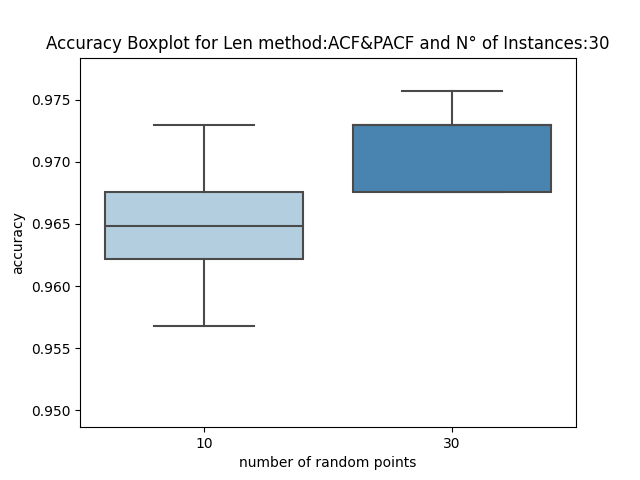 Accuracy Boxplot for Len method:ACF&PACF and N° of Instances:30
0.975
0.970
0.965
0.960
0.955
0.950
accuracy
10 30
number of random points